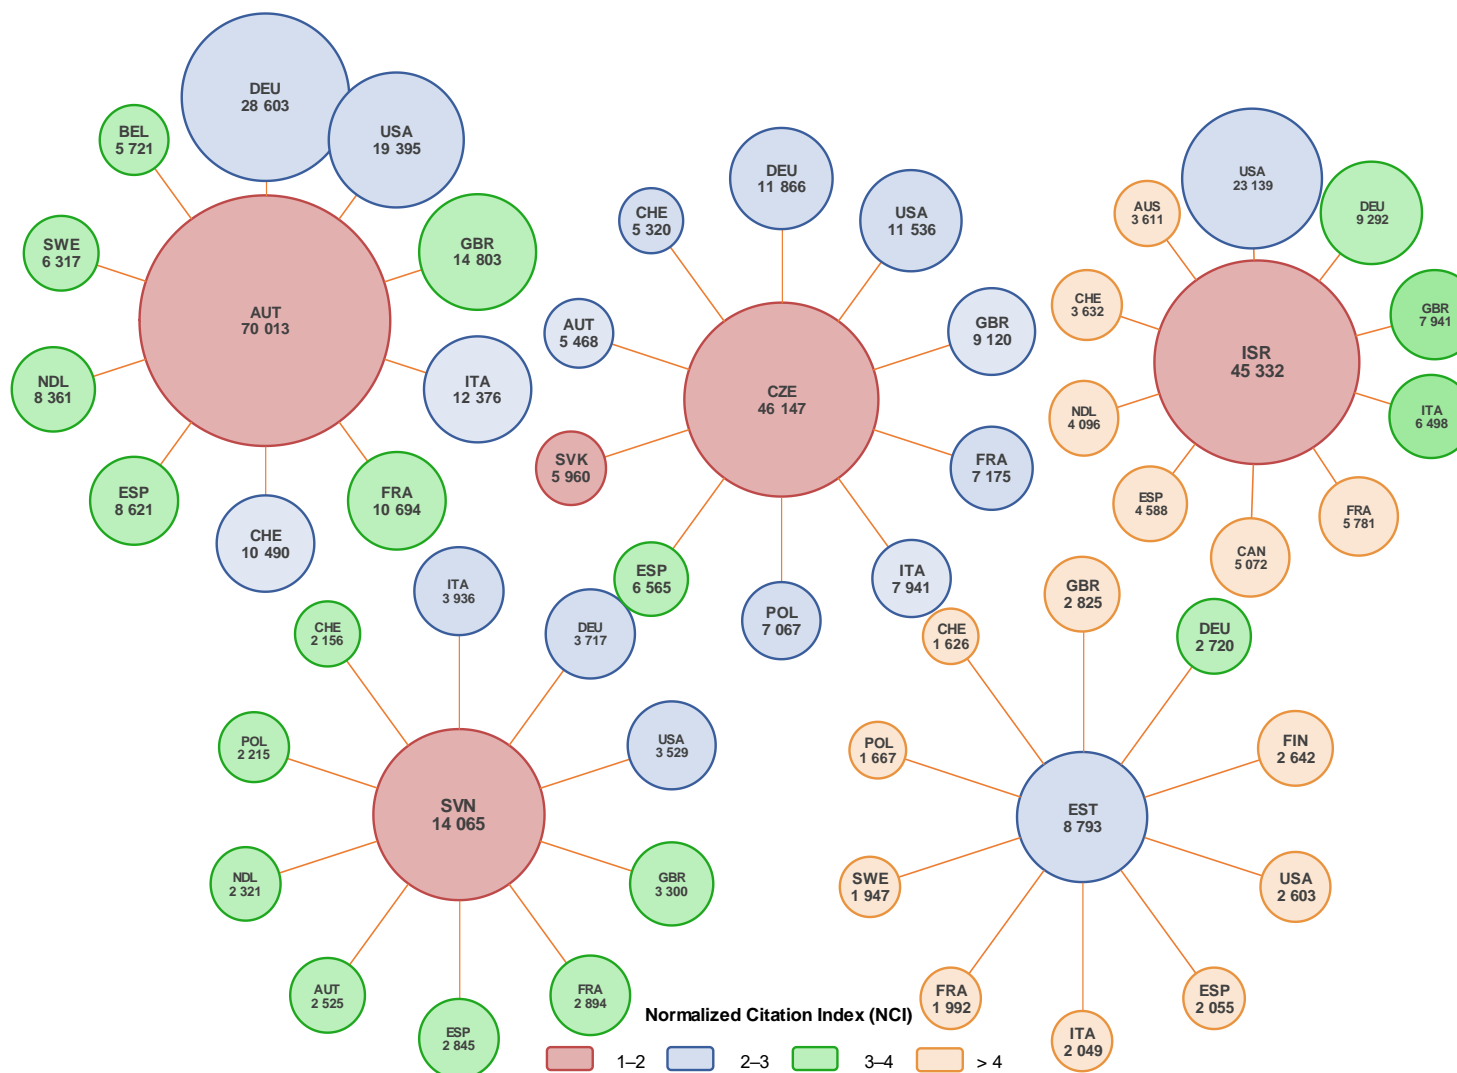 DEU
28 603
USA
19 395
BEL
5 721
SWE
6 317
GBR
14 803
AUT
70 013
NDL
8 361
ITA
12 376
ESP
8 621
FRA
10 694
CHE
10 490
DEU
11 866
CHE
5 320
USA
11 536
AUT
5 468
GBR
9 120
CZE
46 147
SVK
5 960
FRA
7 175
ESP
6 565
ITA
7 941
POL
7 067
USA
23 139
AUS
3 611
DEU
9 292
CHE
3 632
GBR
7 941
ISR
45 332
NDL
4 096
ITA
6 498
ESP
4 588
FRA
5 781
CAN
5 072
ITA
3 936
CHE
2 156
DEU
3 717
POL
2 215
USA
3 529
SVN
14 065
NDL
2 321
GBR
3 300
AUT
2 525
FRA
2 894
ESP
2 845
GBR
2 825
CHE
1 626
DEU
2 720
POL
1 667
FIN
2 642
EST
8 793
SWE
1 947
USA
2 603
FRA
1 992
ESP
2 055
ITA
2 049
Normalized Citation Index (NCI)
1–2
2–3
3–4
> 4